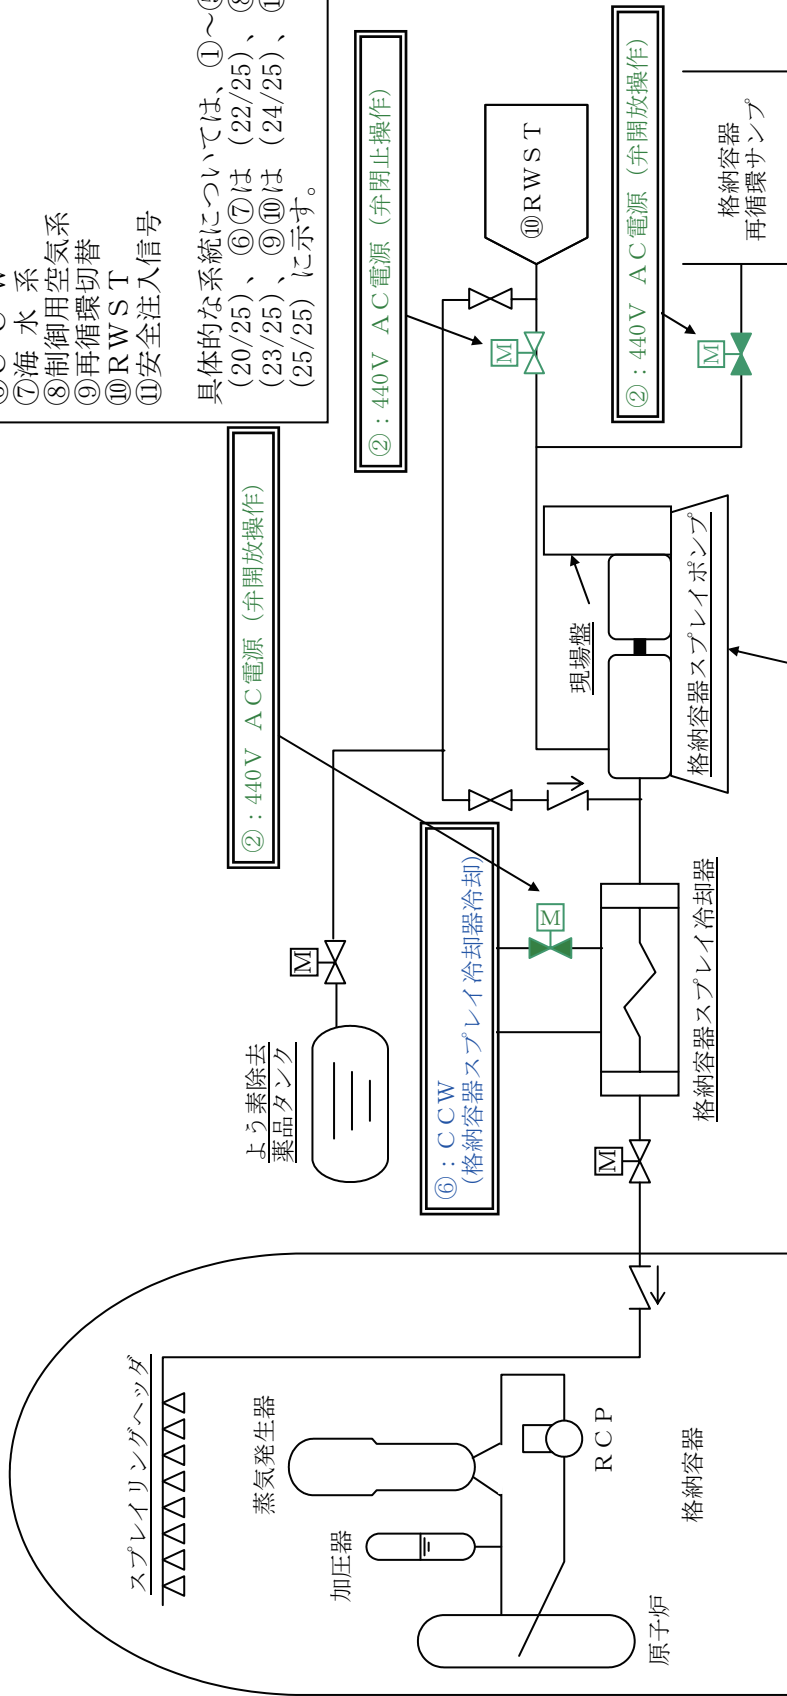 ⑦海 水 系
⑧制御用空気系
⑨再循環切替
⑩RWST
⑪安全注入信号
具体的な系統については、①～
(20/25)、⑥⑦は (22/25)、
(23/25)、⑨⑩は (24/25)、
(25/25) に示す。
②：440V AC電源 (弁閉止操作)
②：440V AC電源 (弁開放操作)
②：440V AC電源 (弁開放操作)
⑩RWST
格納容器
再循環サンプ
現場盤
格納容器スプレイポンプ
M
M
M
M
M
よう素除去
薬品タンク
⑥：CCW
(格納容器スプレイ冷却器冷却)
格納容器スプレイ冷却器
スプレイリングヘッダ
蒸気発生器
加圧器
RCP
原子炉
格納容器